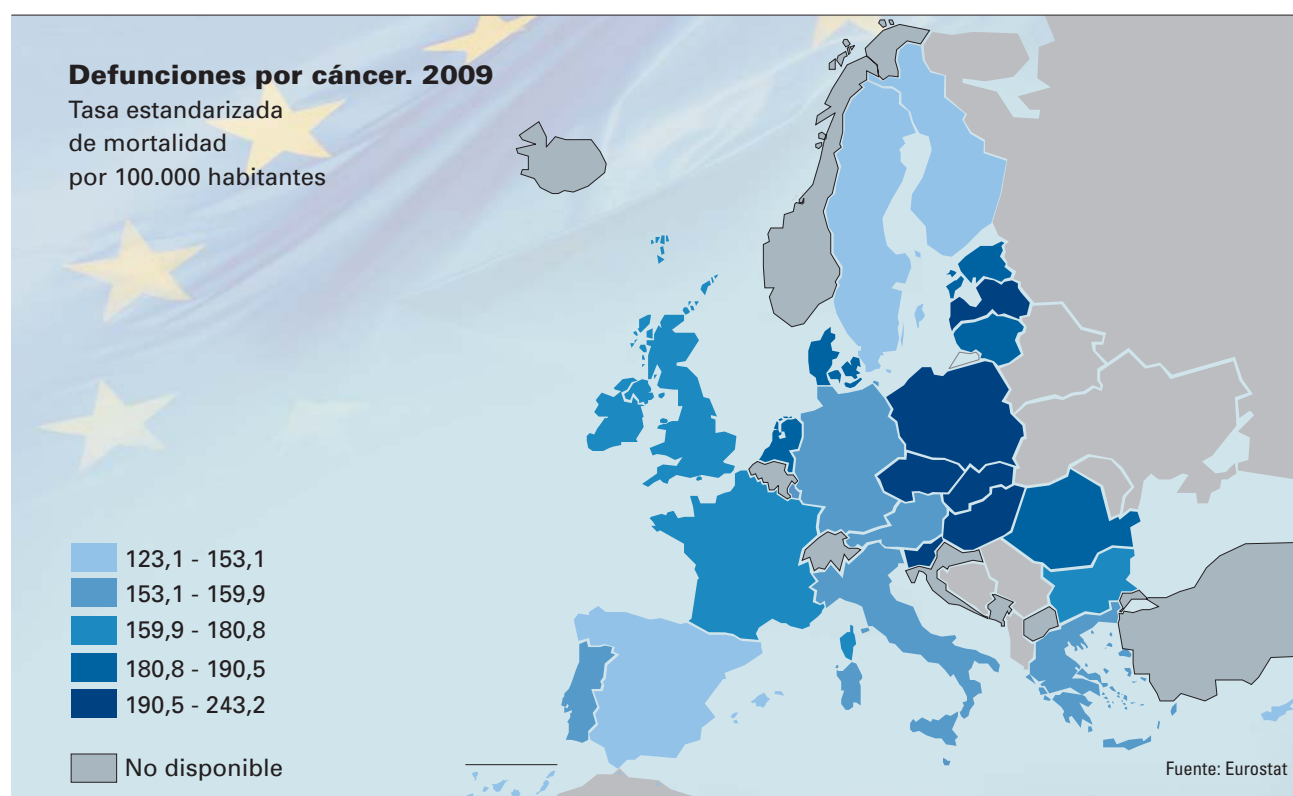 Defunciones por cáncer. 2009
Tasa estandarizada
de mortalidad
por 100.000 habitantes
123,1 - 153,1
153,1 - 159,9
159,9 - 180,8
180,8 - 190,5
190,5 - 243,2
No disponible
Fuente: Eurostat